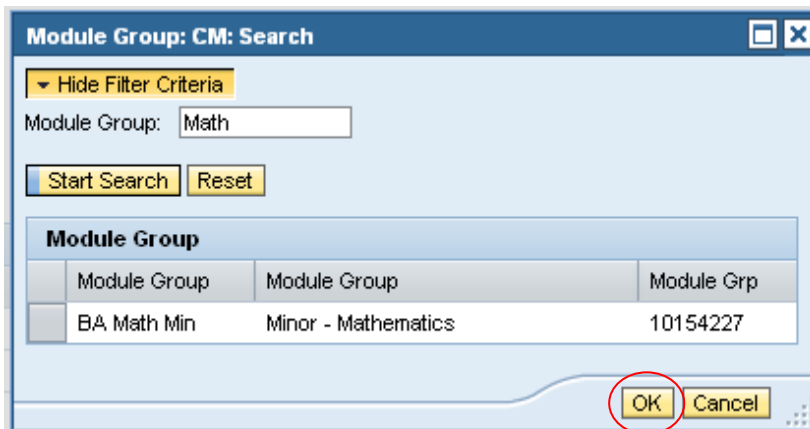 Module Group: CM: Search
Hide Filter Criteria
Module Group: Math
Start Search Reset
Module Group
Module Group Module Group Module Grp
BA Math Min Minor - Mathematics 10154227
OK Cancel